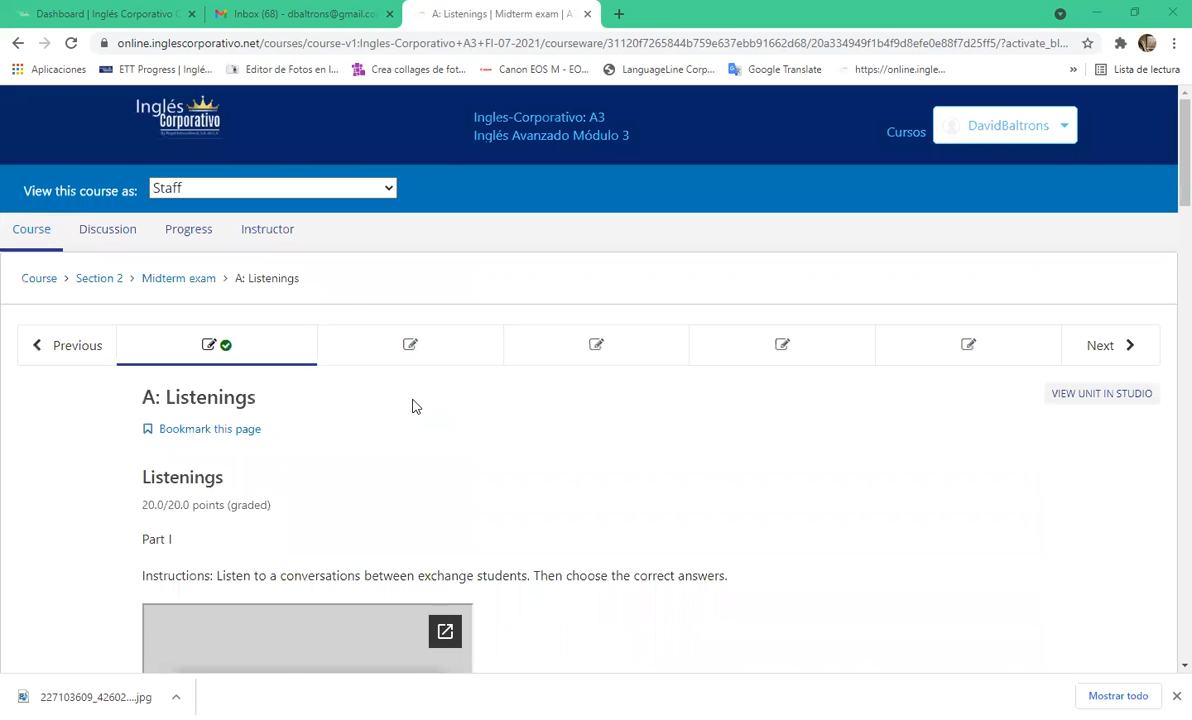 Dashboard | Inglés Corporativo C
Inbox (68) - dbaltrons@gmail.co
A: Listenings | Midterm exam | A
online.inglescorporativo.net/courses/course-v1:Ingles-Corporativo+A3+FI-07-2021/courseware/31120f7265844b759e637ebb91662d68/20a334949f1b4f9d8efe0e88f7d25ff5/?activate_bl...
Aplicaciones
ETT Progress | Inglé...
Editor de Fotos en l...
Crea collages de fot...
Canon EOS M - EO...
LanguageLine Corp...
Google Translate
https://online.ingle...
»
Lista de lectura
Inglés
Corporativo
Ingles-Corporativo: A3
Inglés Avanzado Módulo 3
Cursos
DavidBaltrons
View this course as:
Staff
Course
Discussion
Progress
Instructor
Course > Section 2 > Midterm exam > A: Listenings
Previous
Next
A: Listenings
VIEW UNIT IN STUDIO
Bookmark this page
Listenings
20.0/20.0 points (graded)
Part I
Instructions: Listen to a conversations between exchange students. Then choose the correct answers.
227103609_42602....jpg
Mostrar todo